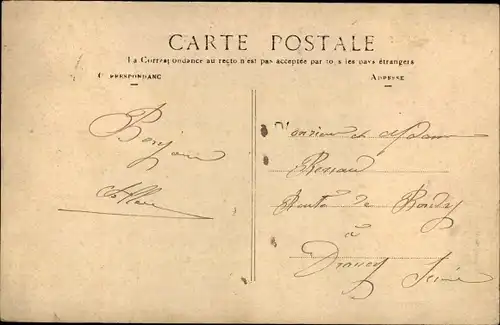 CARTE POSTALE
La Correspondance au recto n'est pas acceptée par tous les pays étrangers
CORRESPONDANCE
ADRESSE
Bonjour
Monsieur et Madame
Route de Bondy
à
Drancy Seine